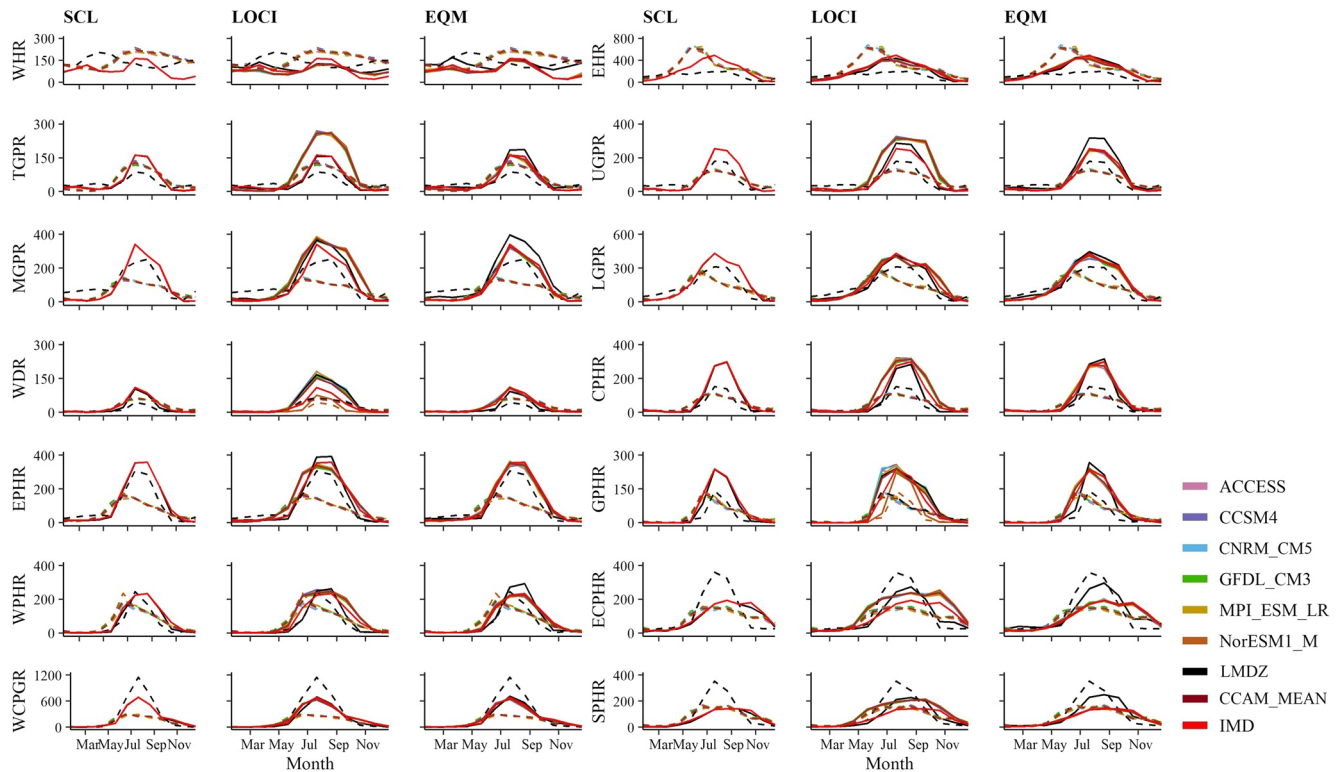 SCL LOCI EQM SCL LOCI EQM
WHR 300 150 0 EHR 800 400 0
TGPR 300 150 0 UGPR 400 200 0
MGPR 400 200 0 LGPR 600 300 0
WDR 300 150 0 CPHR 400 200 0
EPHR 400 200 0 GPHR 300 150 0
WPHR 400 200 0 ECPHR 400 200 0
WCPGR 1200 600 0 SPHR 400 200 0
Mar May Jul Sep Nov Mar May Jul Sep Nov Mar May Jul Sep Nov Mar May Jul Sep Nov Mar May Jul Sep Nov Mar May Jul Sep Nov
Month Month
ACCESS
CCSM4
CNRM_CM5
GFDL_CM3
MPI_ESM_LR
NorESM1_M
LMDZ
CCAM_MEAN
IMD